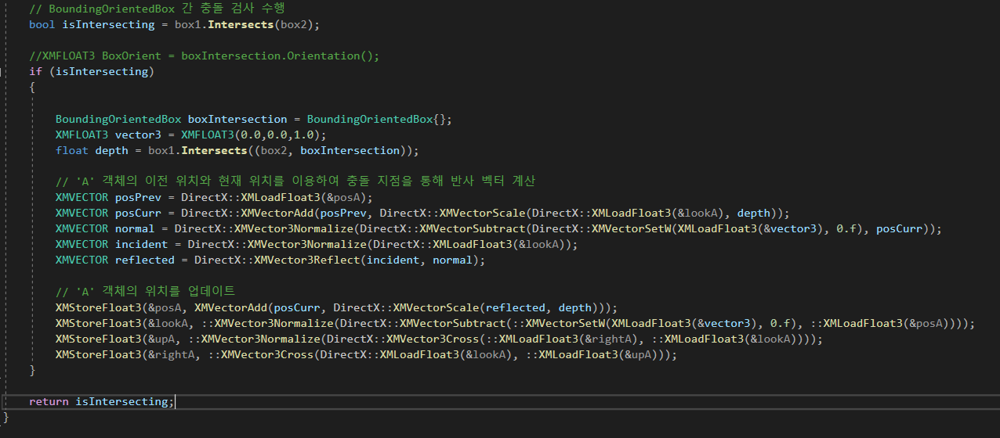 // BoundingOrientedBox 간 충돌 검사 수행
bool isIntersecting = box1.Intersects(box2);
//XMFLOAT3 BoxOrient = boxIntersection.Orientation();
if (isIntersecting)
{
BoundingOrientedBox boxIntersection = BoundingOrientedBox{};
XMFLOAT3 vector3 = XMFLOAT3(0.0,0.0,1.0);
float depth = box1.Intersects((box2, boxIntersection));
// 'A' 객체의 이전 위치와 현재 위치를 이용하여 충돌 지점을 통해 반사 벡터 계산
XMVECTOR posPrev = DirectX::XMLoadFloat3(&posA);
XMVECTOR posCurr = DirectX::XMVectorAdd(posPrev, DirectX::XMVectorScale(DirectX::XMLoadFloat3(&lookA), depth));
XMVECTOR normal = DirectX::XMVector3Normalize(DirectX::XMVectorSubtract(DirectX::XMVectorSetW(XMLoadFloat3(&vector3), 0.f), posCurr));
XMVECTOR incident = DirectX::XMVector3Normalize(DirectX::XMLoadFloat3(&lookA));
XMVECTOR reflected = DirectX::XMVector3Reflect(incident, normal);
// 'A' 객체의 위치를 업데이트
XMStoreFloat3(&posA, XMVectorAdd(posCurr, DirectX::XMVectorScale(reflected, depth)));
XMStoreFloat3(&lookA, ::XMVector3Normalize(DirectX::XMVectorSubtract(::XMVectorSetW(XMLoadFloat3(&vector3), 0.f), ::XMLoadFloat3(&posA))));
XMStoreFloat3(&upA, ::XMVector3Normalize(DirectX::XMVector3Cross(::XMLoadFloat3(&rightA), ::XMLoadFloat3(&lookA))));
XMStoreFloat3(&rightA, ::XMVector3Cross(DirectX::XMLoadFloat3(&lookA), ::XMLoadFloat3(&upA)));
}
return isIntersecting;
}